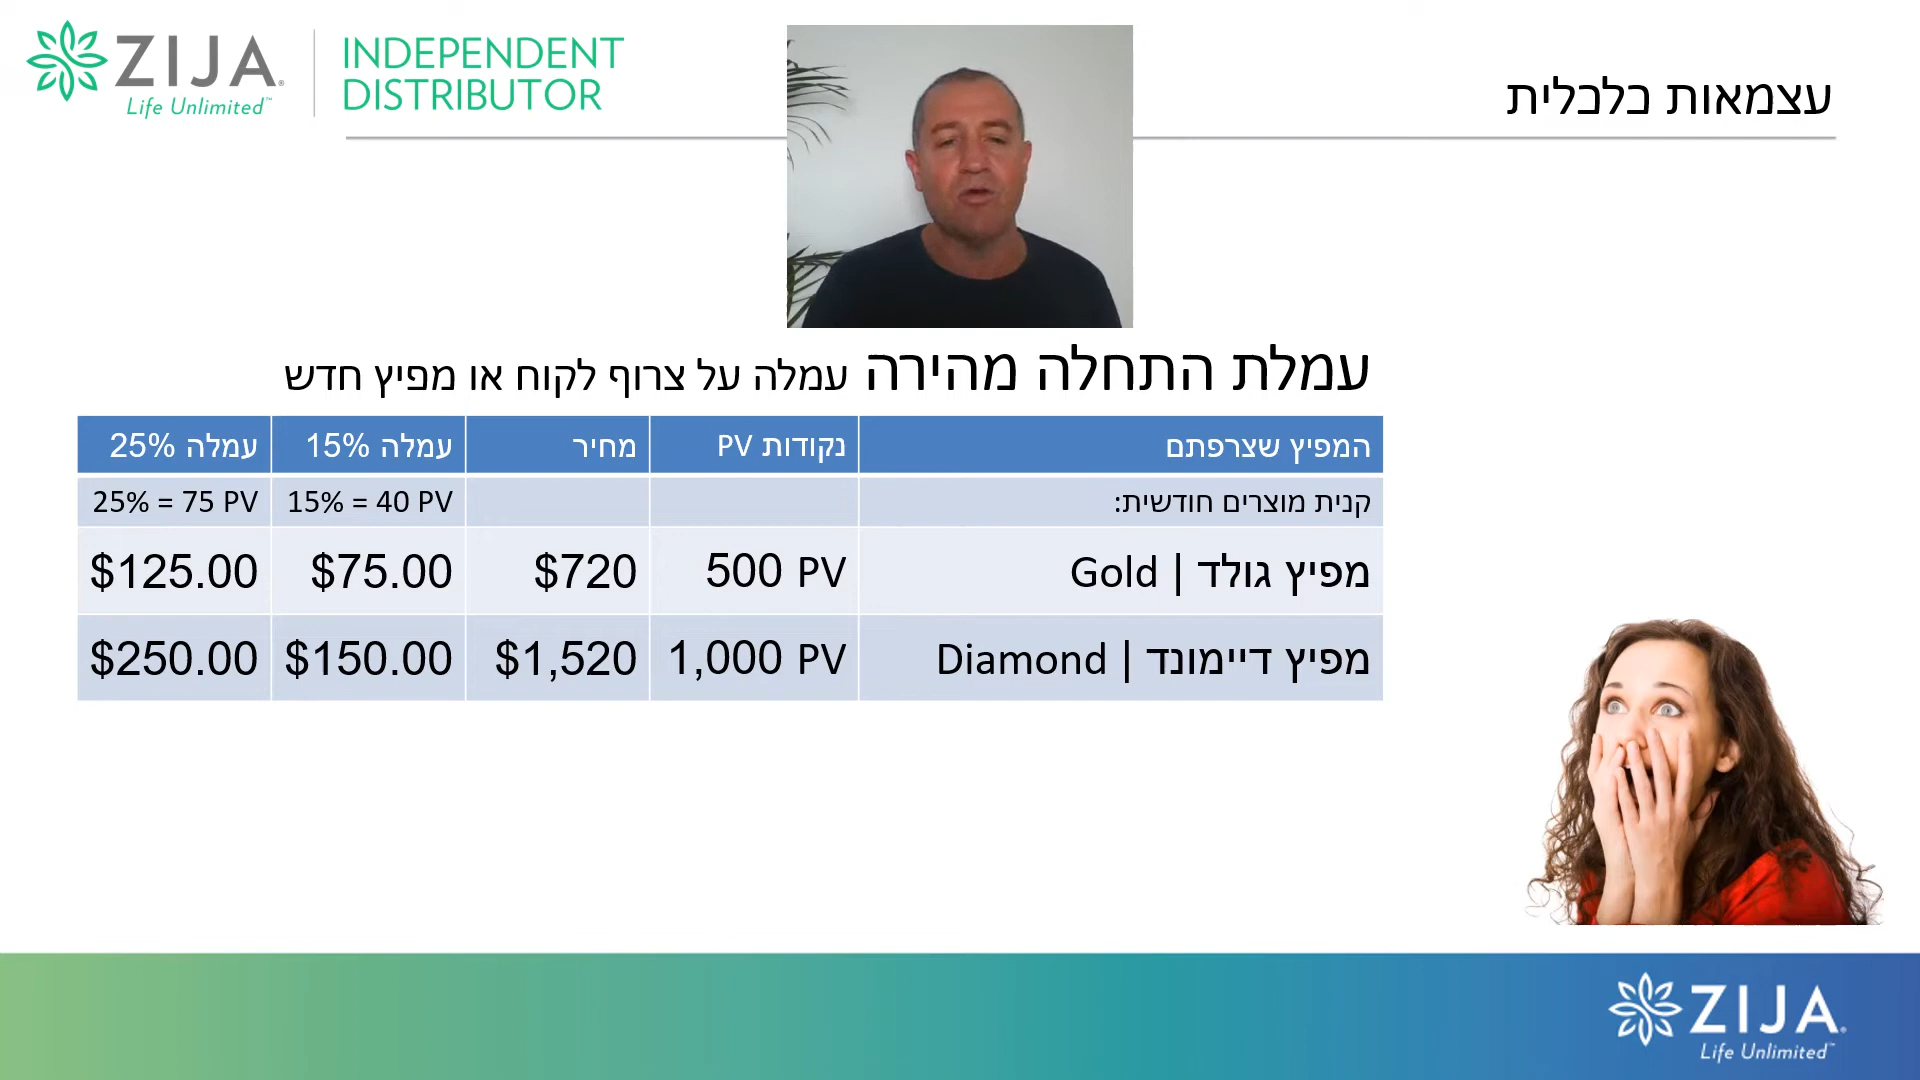 ZIJA®
Life Unlimited™
INDEPENDENT
DISTRIBUTOR
עצמאות כלכלית
עמלת התחלה מהירה עמלה על צרוף לקוח או מפיץ חדש
המפיץ שצרפתם נקודות PV מחיר עמלה 15% עמלה 25%
קנית מוצרים חודשית: 15% = 40 PV 25% = 75 PV
מפיץ גולד | Gold 500 PV $720 $75.00 $125.00
מפיץ דיימונד | Diamond 1,000 PV $1,520 $150.00 $250.00
ZIJA®
Life Unlimited™